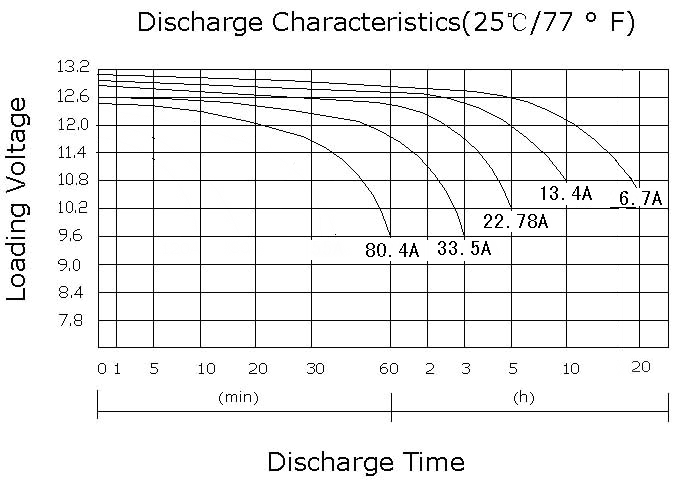 Discharge Characteristics(25℃/77 ° F)
Loading Voltage
13.2
12.6
12.0
11.4
10.8
10.2
9.6
9.0
8.4
7.8
80.4A
33.5A
22.78A
13.4A
6.7A
0 1 5 10 20 30 60 2 3 5 10 20
(min) (h)
Discharge Time